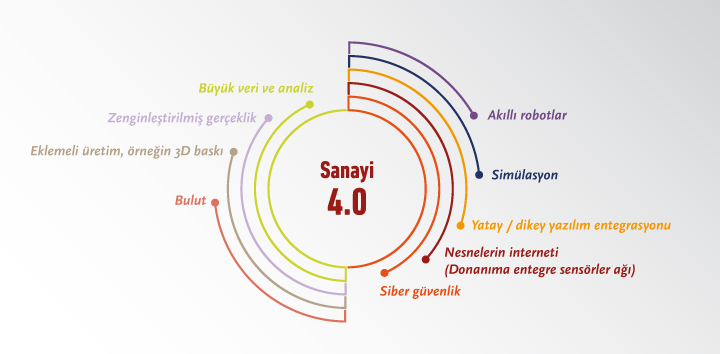 Büyük veri ve analiz
Zenginleştirilmiş gerçeklik
Eklemeli üretim, örneğin 3D baskı
Bulut
Sanayi
4.0
Akıllı robotlar
Simülasyon
Yatay / dikey yazılım entegrasyonu
Nesnelerin interneti
(Donanıma entegre sensörler ağı)
Siber güvenlik